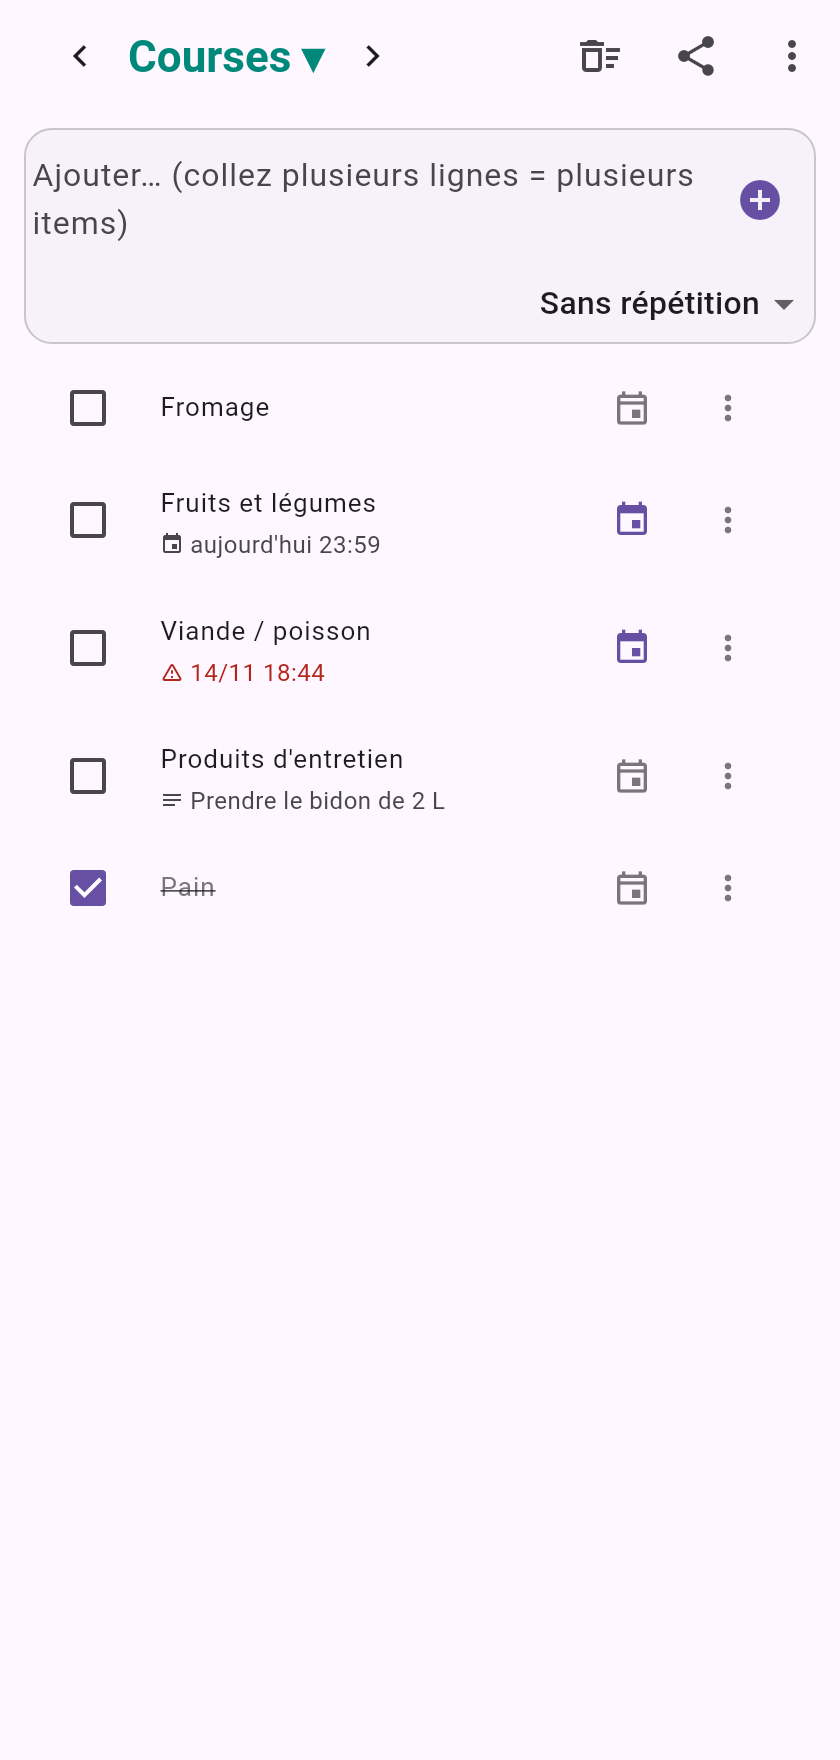 Courses ▾
Ajouter… (collez plusieurs lignes = plusieurs
items)
Sans répétition
Fromage
Fruits et légumes
aujourd'hui 23:59
Viande / poisson
14/11 18:44
Produits d'entretien
Prendre le bidon de 2 L
Pain